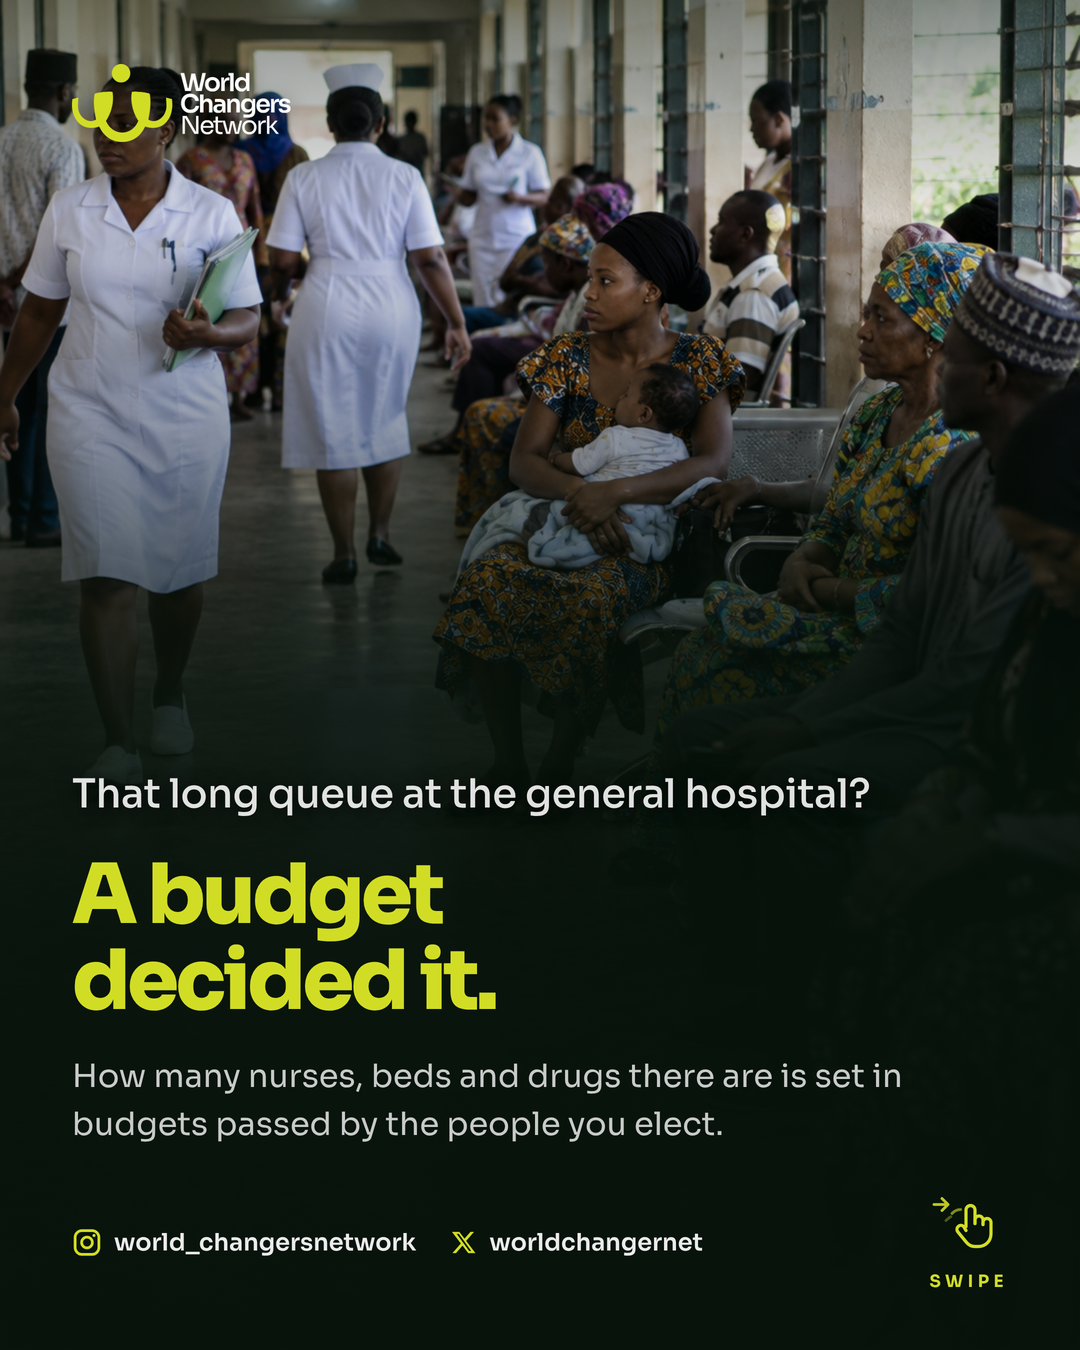 World
Changers
Network
That long queue at the general hospital?
A budget
decided it.
How many nurses, beds and drugs there are is set in
budgets passed by the people you elect.
world_changersnetwork
worldchangernet
SWIPE